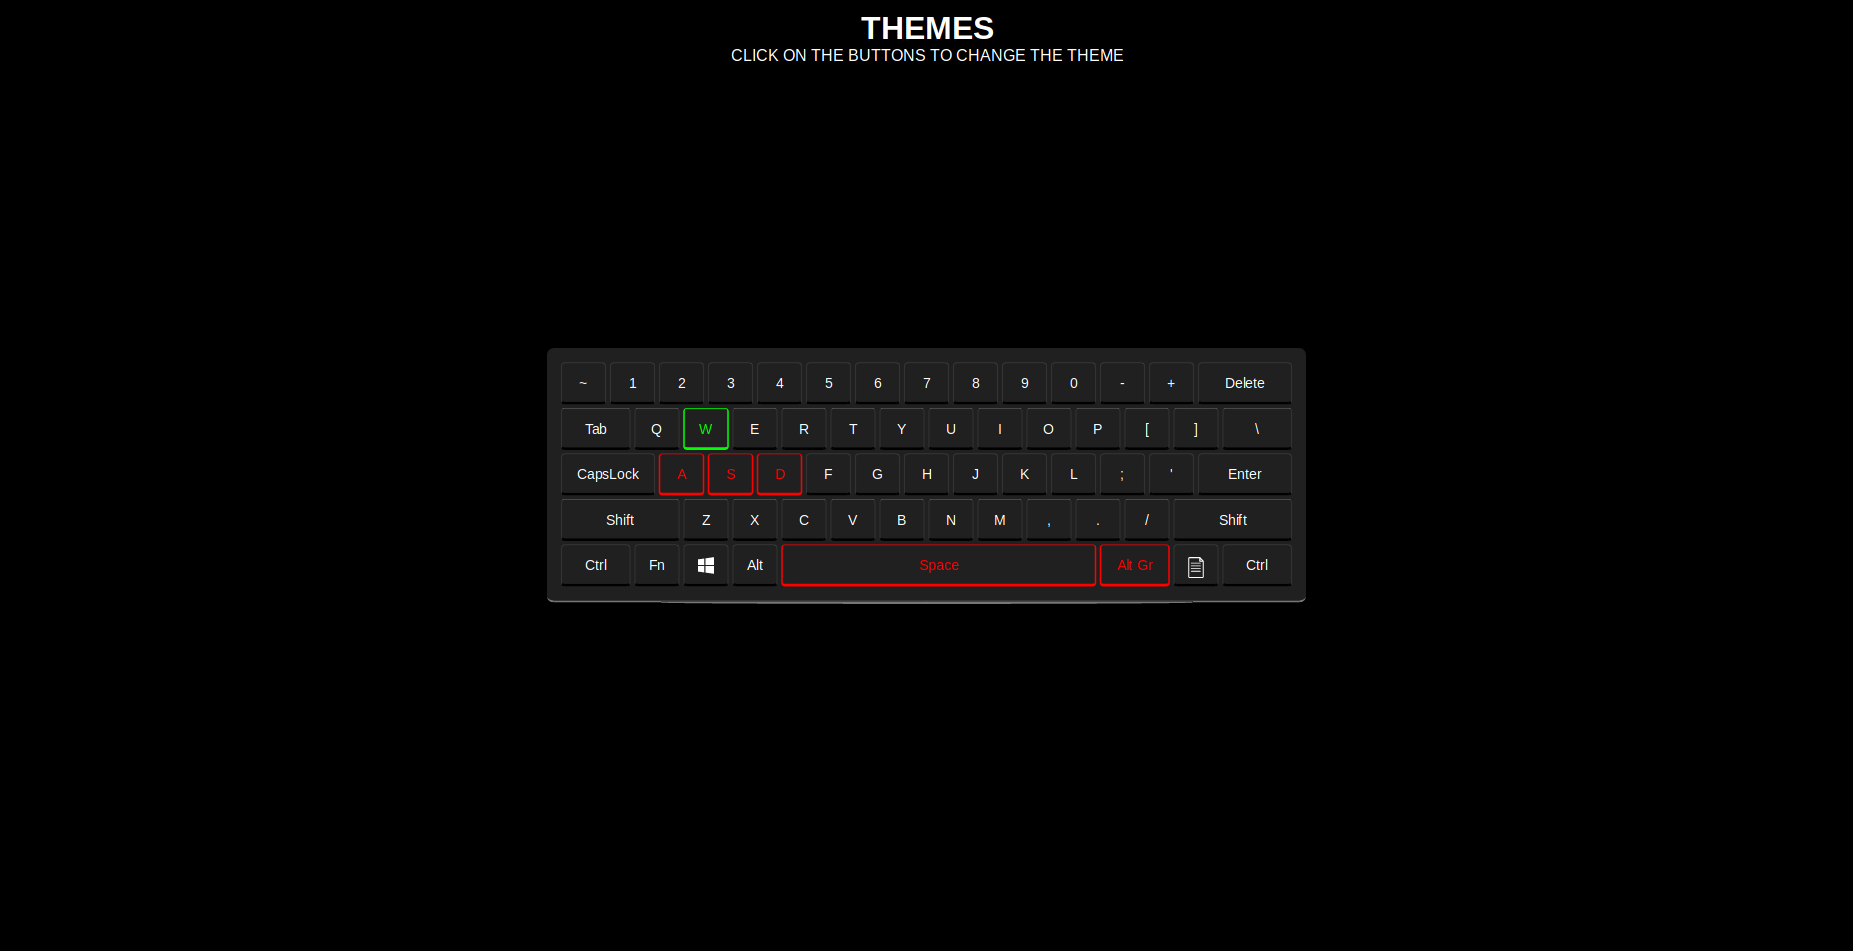 THEMES
CLICK ON THE BUTTONS TO CHANGE THE THEME
~ 1 2 3 4 5 6 7 8 9 0 - + Delete
Tab Q W E R T Y U I O P [ ] \
CapsLock A S D F G H J K L ; ' Enter
Shift Z X C V B N M , . / Shift
Ctrl Fn Alt Space Alt Gr Ctrl